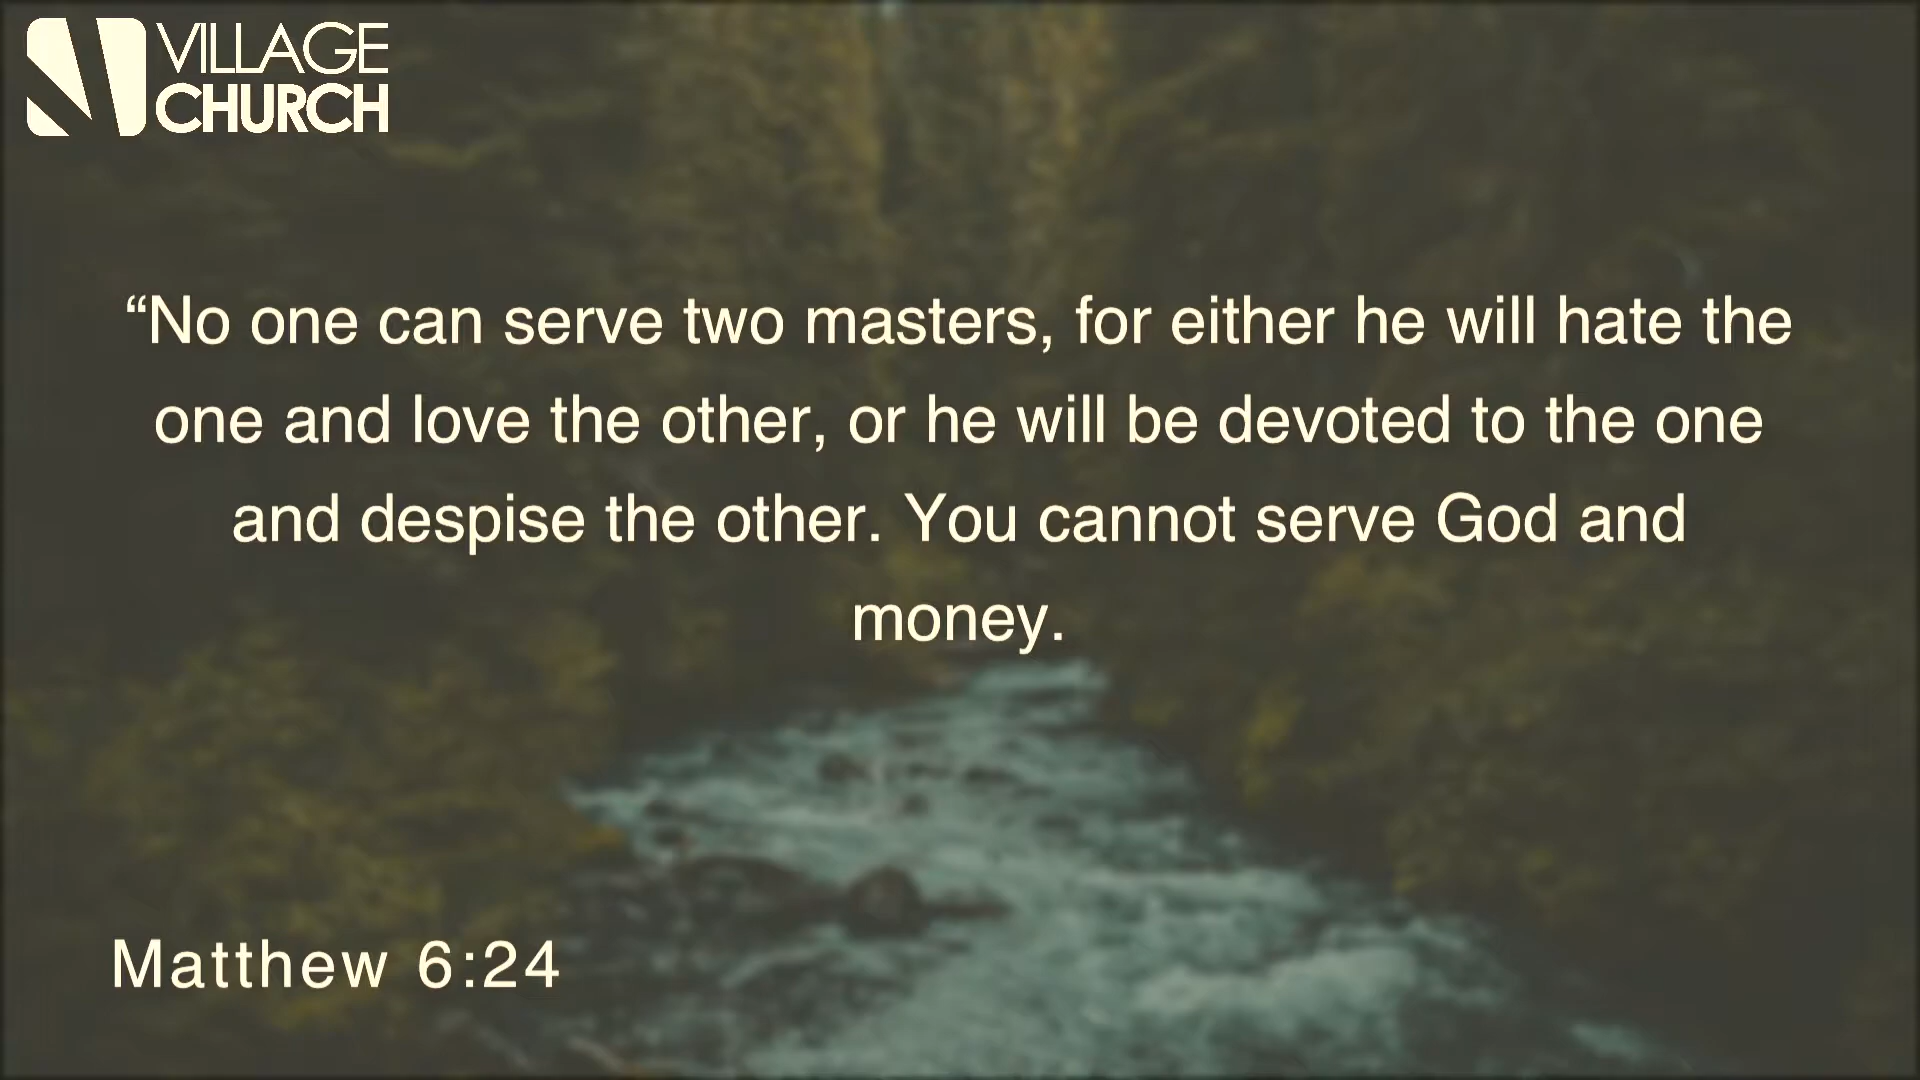 VILLAGE
CHURCH
“No one can serve two masters, for either he will hate the
one and love the other, or he will be devoted to the one
and despise the other. You cannot serve God and
money.
Matthew 6:24